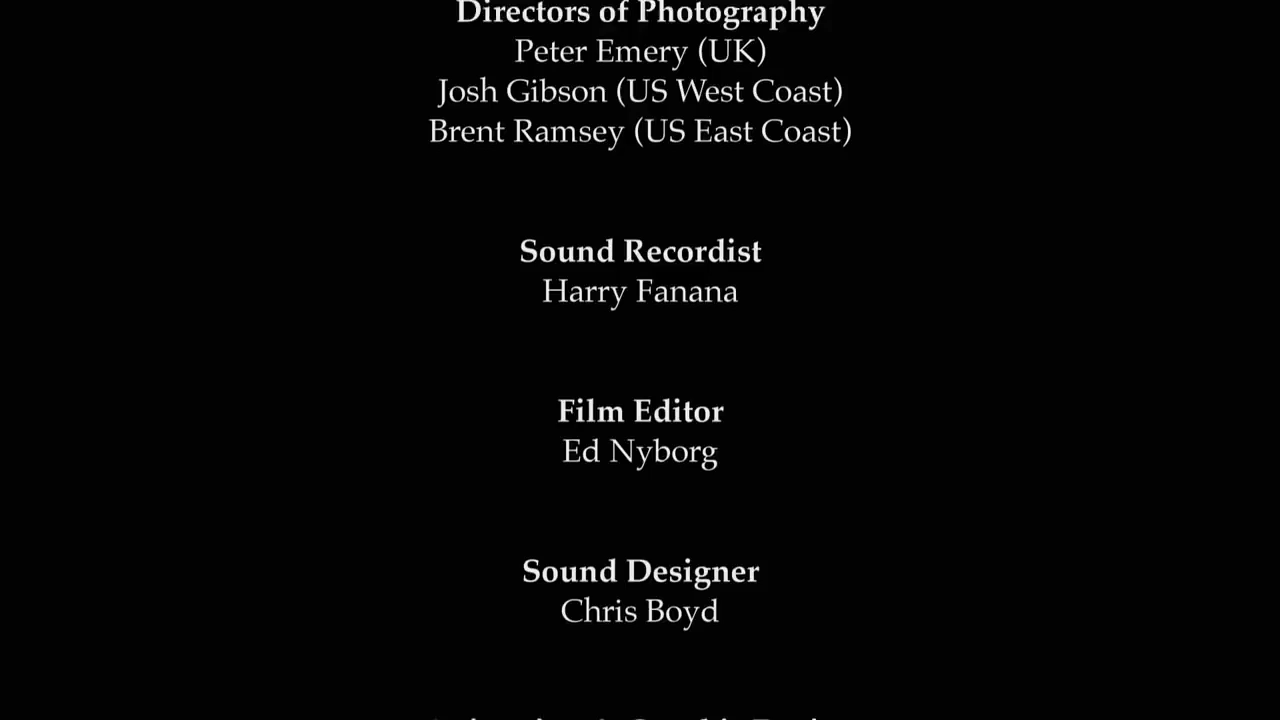 Directors of Photography
Peter Emery (UK)
Josh Gibson (US West Coast)
Brent Ramsey (US East Coast)
Sound Recordist
Harry Fanana
Film Editor
Ed Nyborg
Sound Designer
Chris Boyd